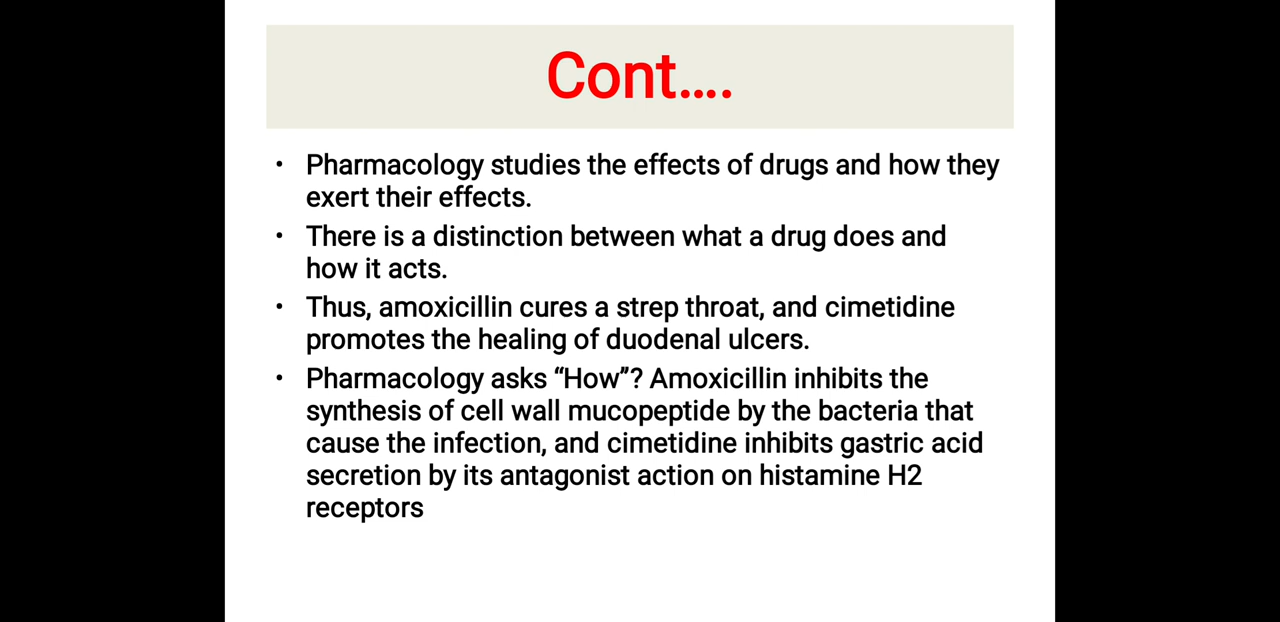 Cont....
• Pharmacology studies the effects of drugs and how they
exert their effects.
• There is a distinction between what a drug does and
how it acts.
• Thus, amoxicillin cures a strep throat, and cimetidine
promotes the healing of duodenal ulcers.
• Pharmacology asks “How”? Amoxicillin inhibits the
synthesis of cell wall mucopeptide by the bacteria that
cause the infection, and cimetidine inhibits gastric acid
secretion by its antagonist action on histamine H2
receptors